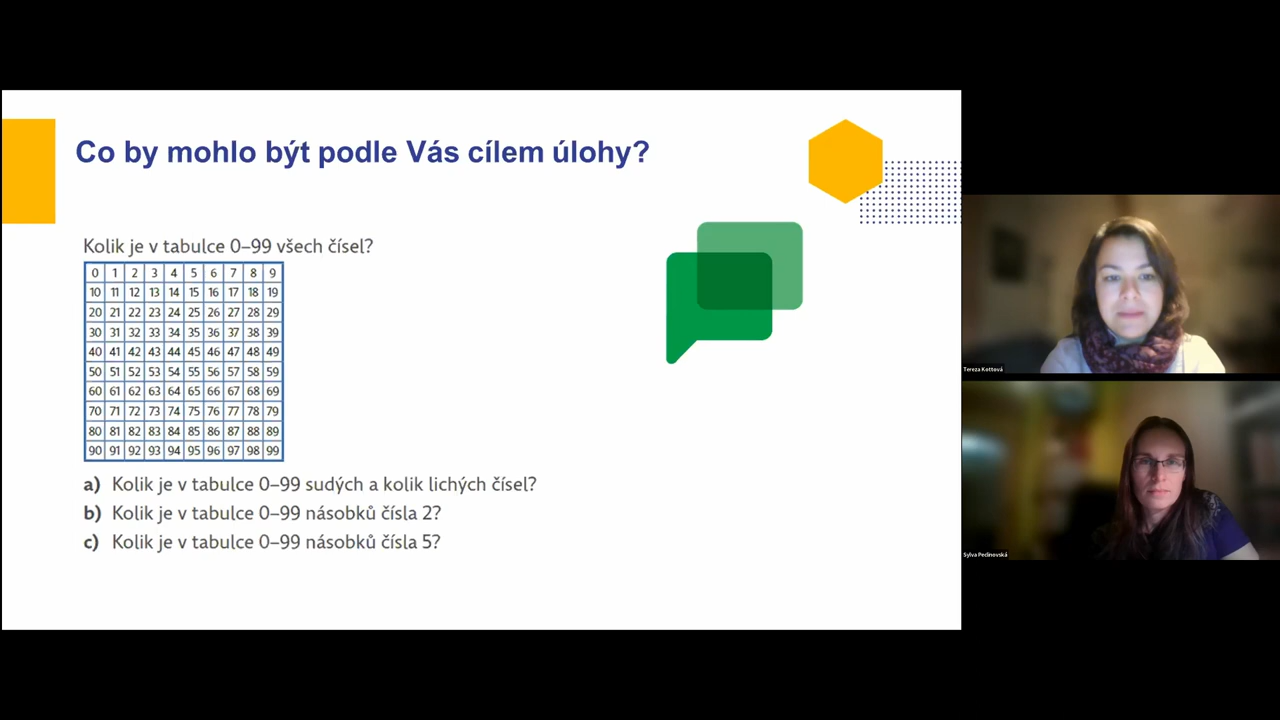 Co by mohlo být podle Vás cílem úlohy?
Kolik je v tabulce 0–99 všech čísel?
0 1 2 3 4 5 6 7 8 9
10 11 12 13 14 15 16 17 18 19
20 21 22 23 24 25 26 27 28 29
30 31 32 33 34 35 36 37 38 39
40 41 42 43 44 45 46 47 48 49
50 51 52 53 54 55 56 57 58 59
60 61 62 63 64 65 66 67 68 69
70 71 72 73 74 75 76 77 78 79
80 81 82 83 84 85 86 87 88 89
90 91 92 93 94 95 96 97 98 99
a) Kolik je v tabulce 0–99 sudých a kolik lichých čísel?
b) Kolik je v tabulce 0–99 násobků čísla 2?
c) Kolik je v tabulce 0–99 násobků čísla 5?
Tereza Kottová
Sylva Pecinovská